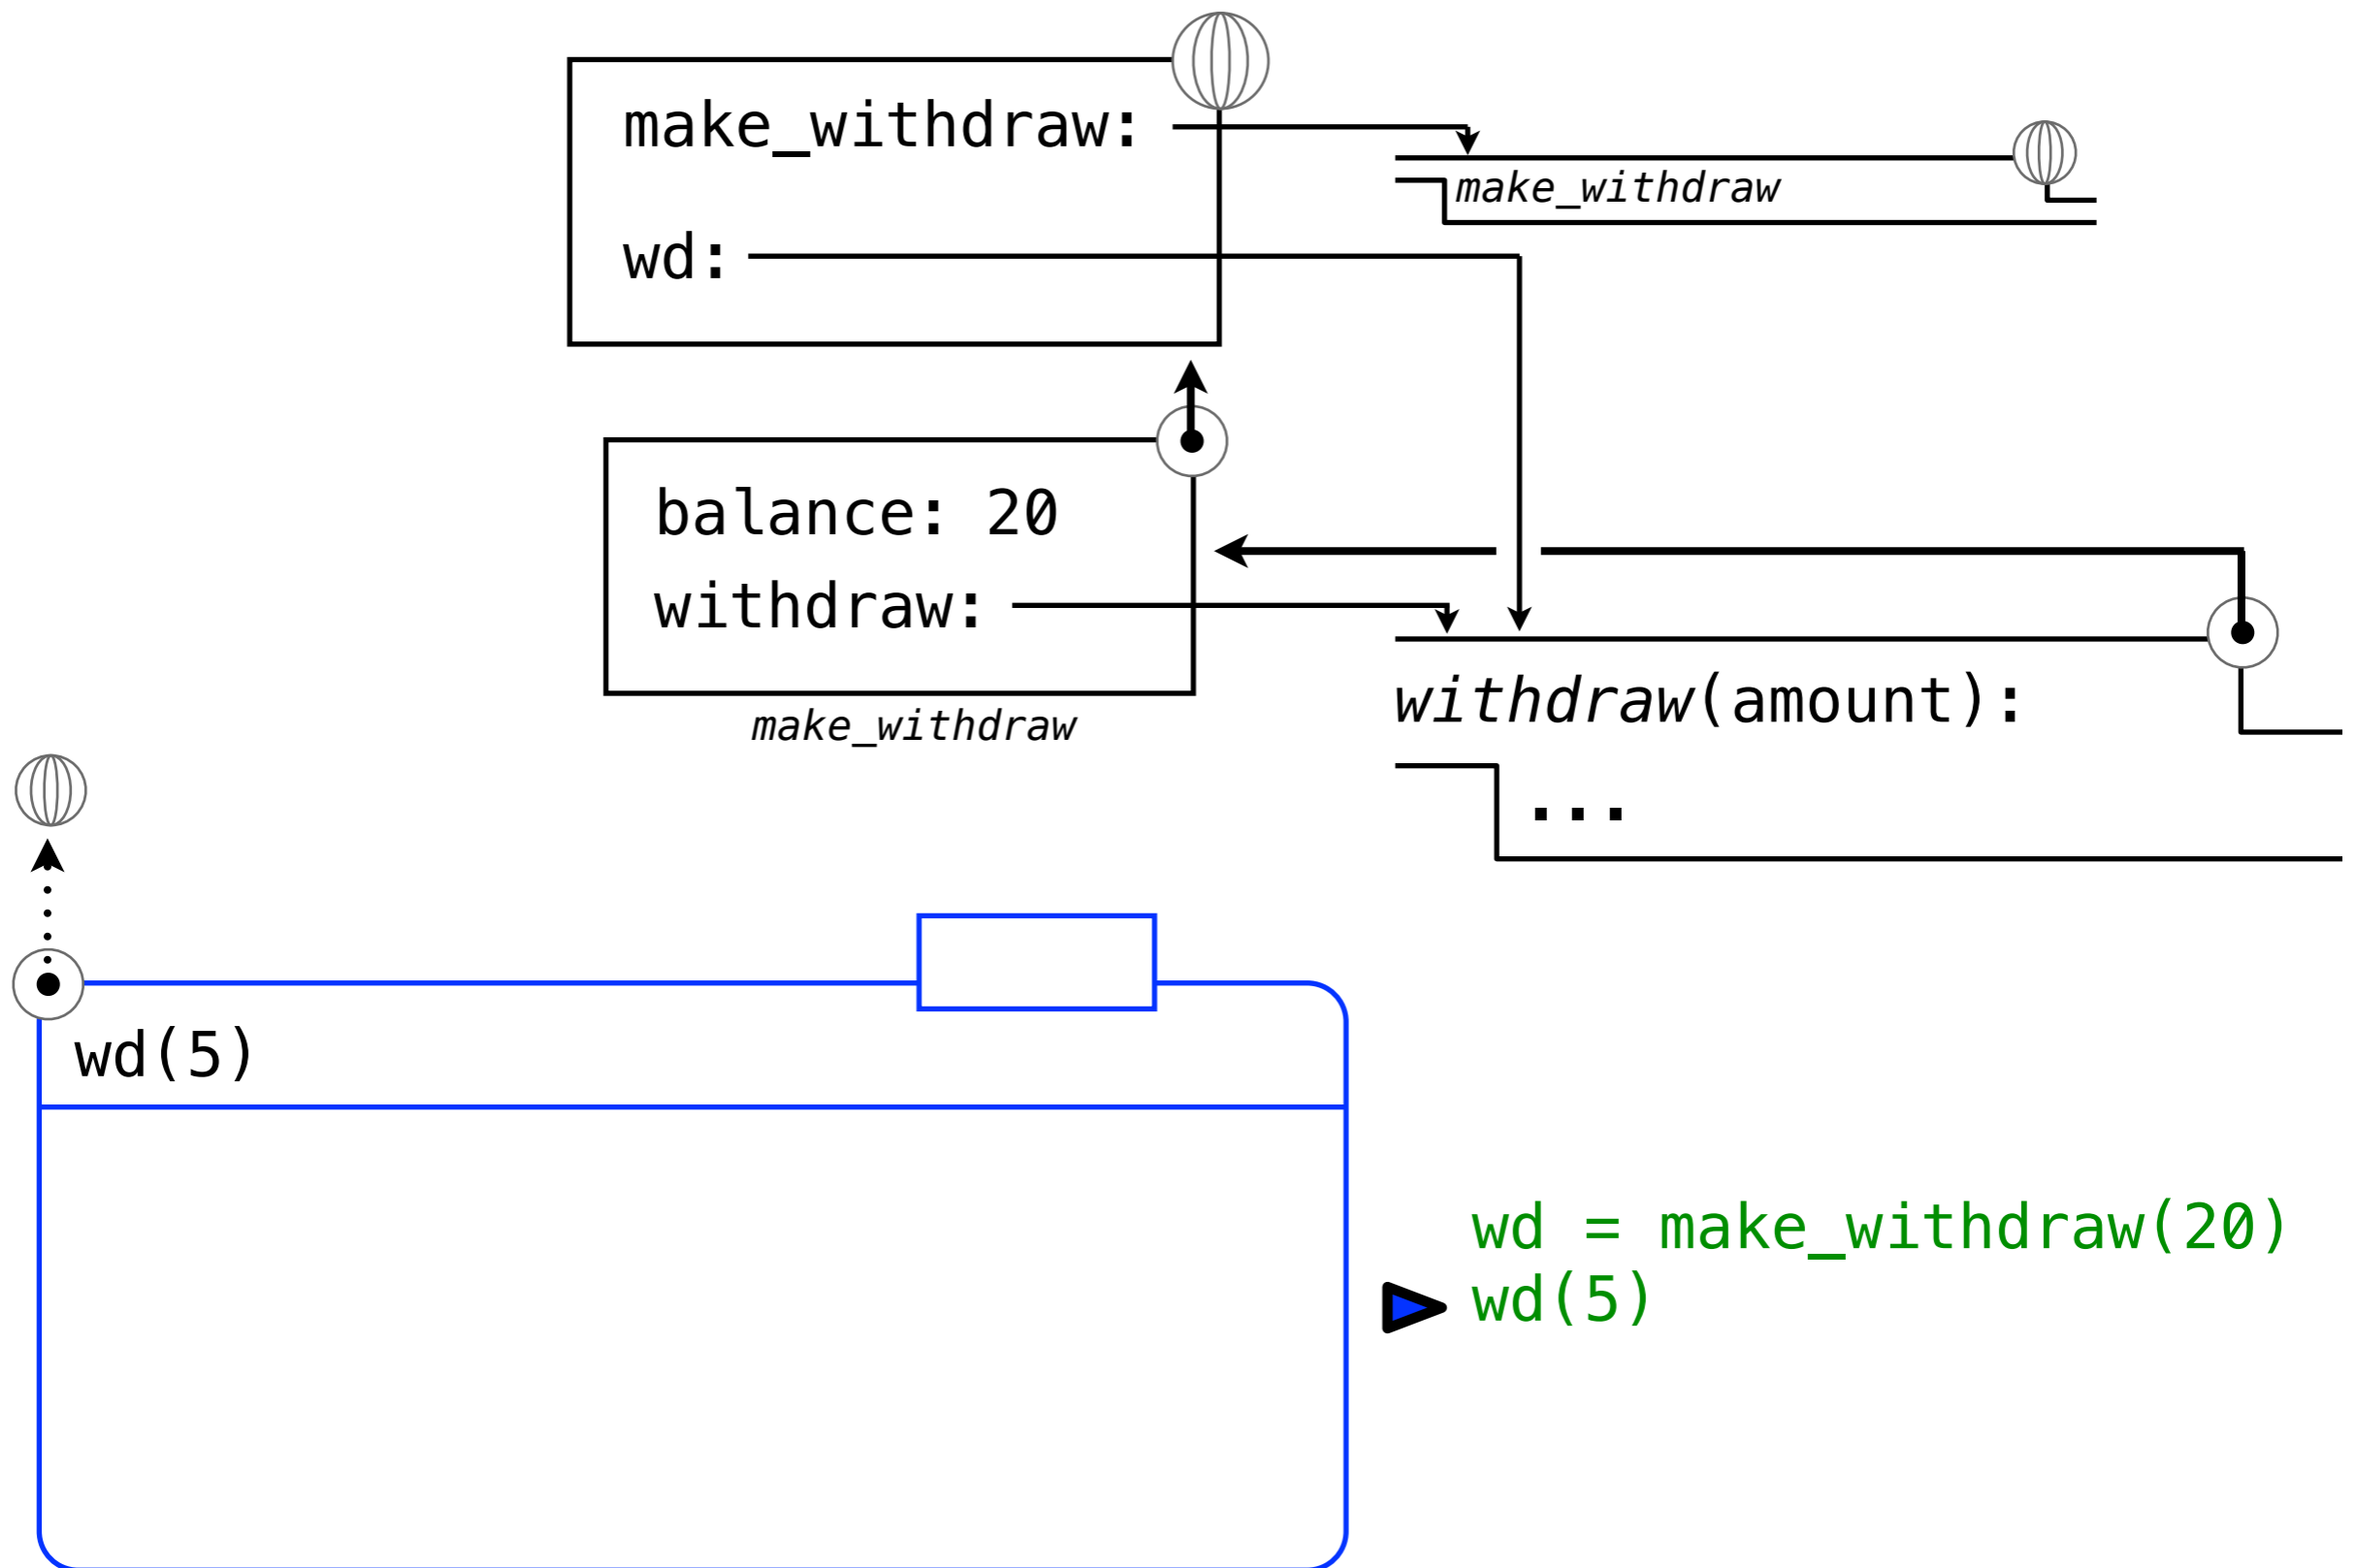 make_withdraw:
make_withdraw
wd:
balance: 20
withdraw:
make_withdraw
withdraw(amount):
...
wd(5)
wd = make_withdraw(20)
wd(5)